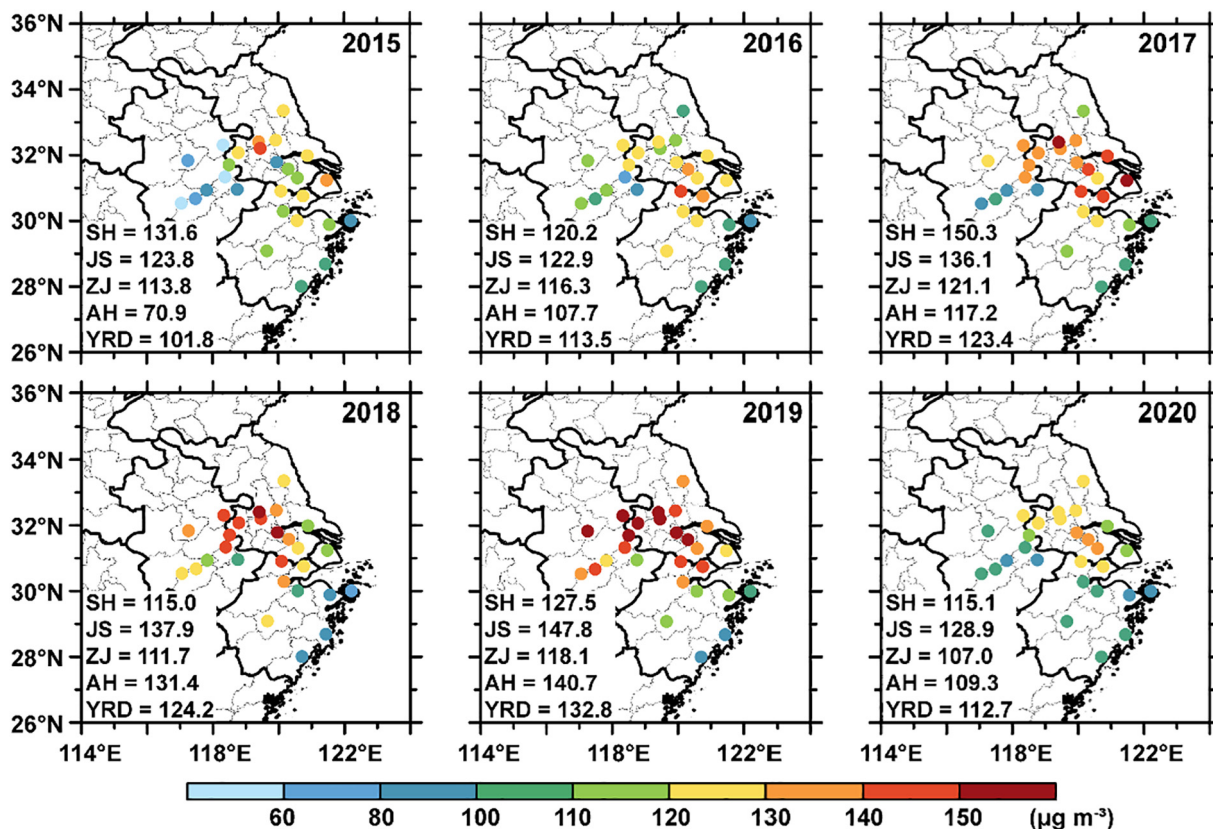 36°N
34°N
32°N
30°N
28°N
26°N
2015
SH = 131.6
JS = 123.8
ZJ = 113.8
AH = 70.9
YRD = 101.8
2016
SH = 120.2
JS = 122.9
ZJ = 116.3
AH = 107.7
YRD = 113.5
2017
SH = 150.3
JS = 136.1
ZJ = 121.1
AH = 117.2
YRD = 123.4
36°N
34°N
32°N
30°N
28°N
26°N
2018
SH = 115.0
JS = 137.9
ZJ = 111.7
AH = 131.4
YRD = 124.2
2019
SH = 127.5
JS = 147.8
ZJ = 118.1
AH = 140.7
YRD = 132.8
2020
SH = 115.1
JS = 128.9
ZJ = 107.0
AH = 109.3
YRD = 112.7
114°E 118°E 122°E 114°E 118°E 122°E 114°E 118°E 122°E
60 80 100 110 120 130 140 150 (μg m⁻³)